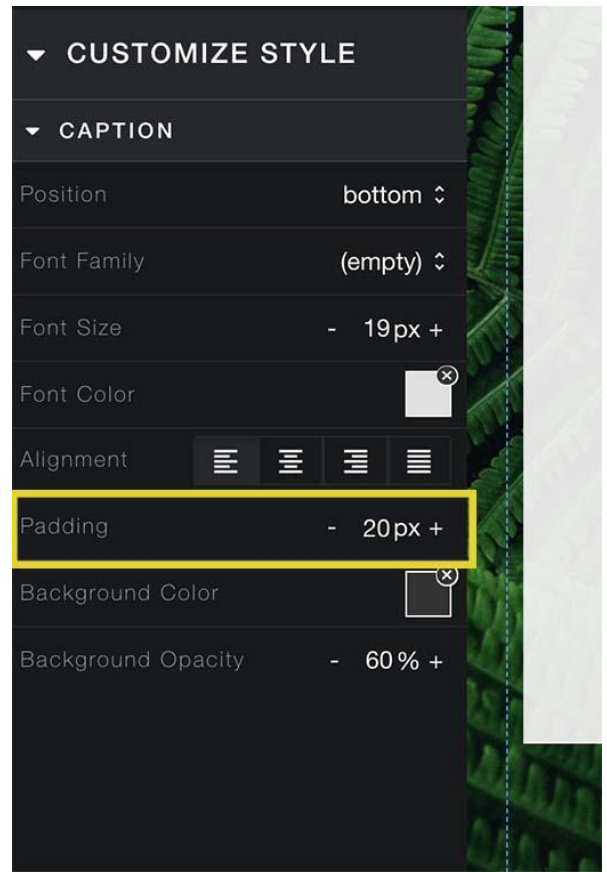 CUSTOMIZE STYLE
CAPTION
Position bottom
Font Family (empty)
Font Size - 19px +
Font Color
Alignment
Padding - 20px +
Background Color
Background Opacity - 60% +